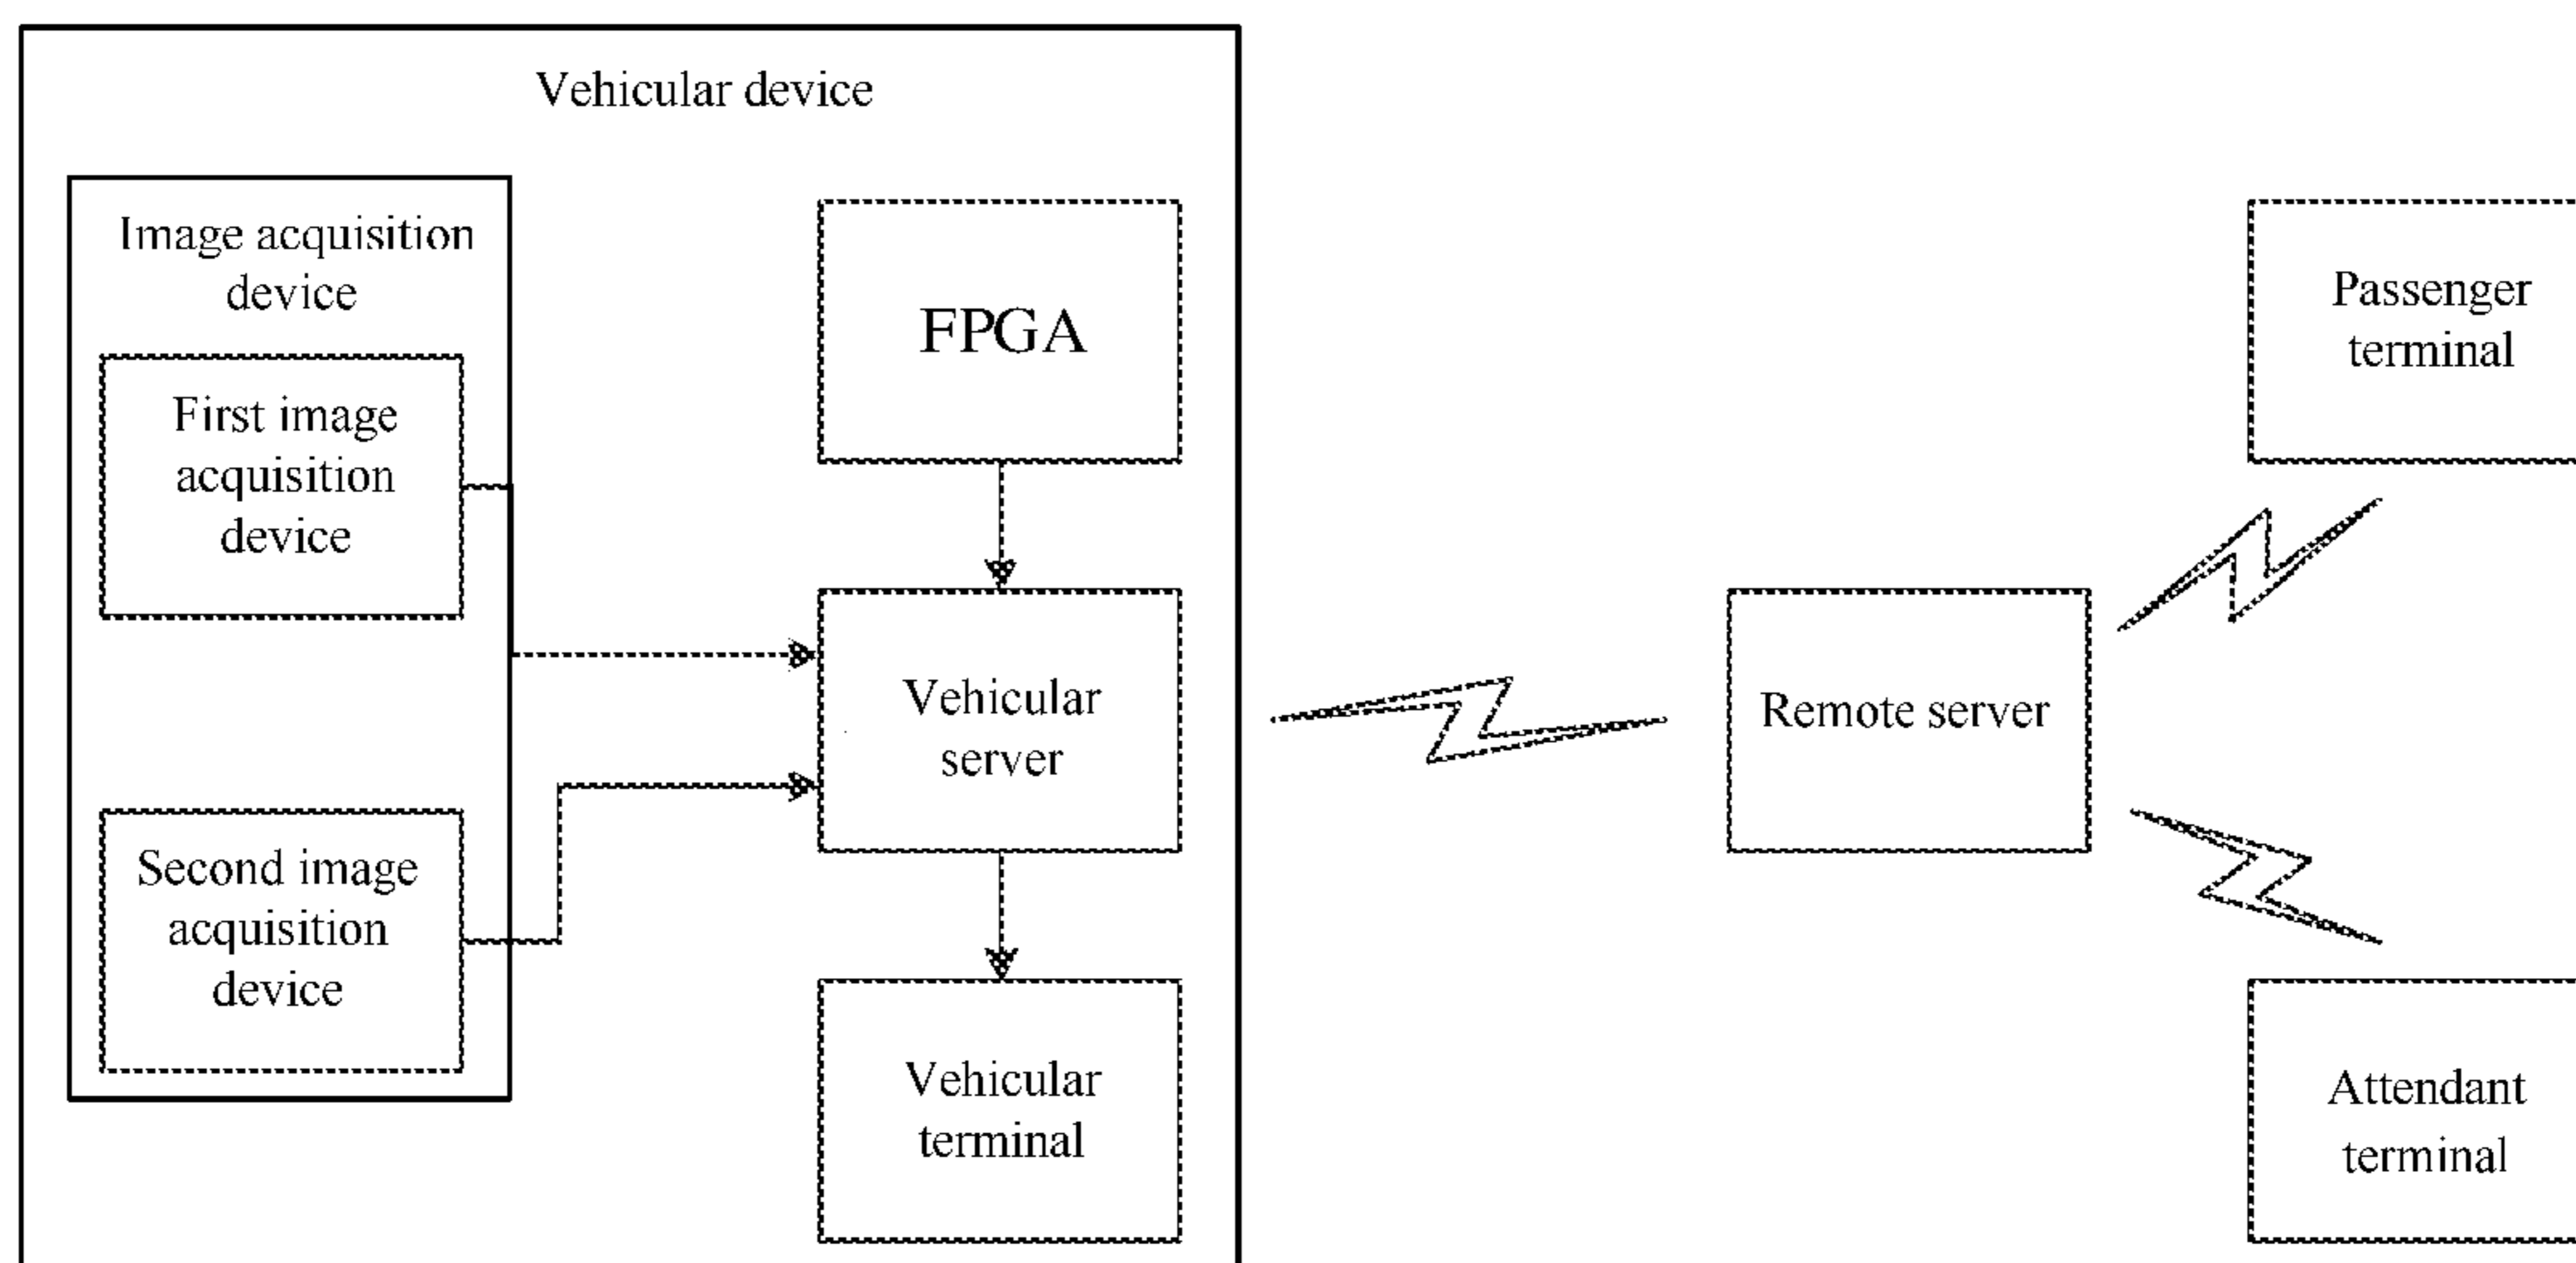 Vehicular device
Image acquisition
device
First image
acquisition
device
Second image
acquisition
device
FPGA
Vehicular
server
Vehicular
terminal
Remote server
Passenger
terminal
Attendant
terminal